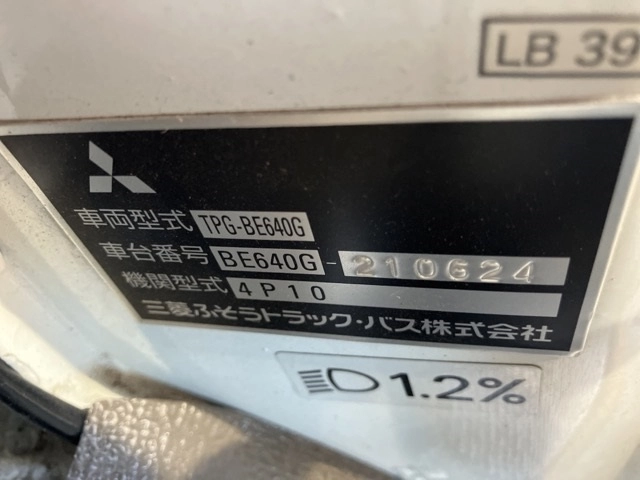 LB 39
車両型式 TPG-BE640G
車台番号 BE640G-210624
機関型式 4P10
三菱ふそうトラック・バス株式会社
1.2%